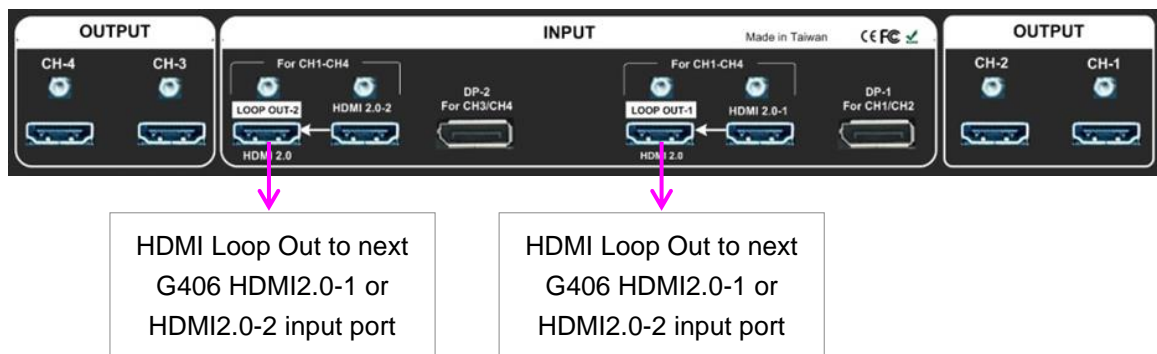 OUTPUT
INPUT
Made in Taiwan
CE FC
OUTPUT
CH-4
CH-3
For CH1-CH4
For CH1-CH4
CH-2
CH-1
DP-2
For CH3/CH4
DP-1
For CH1/CH2
LOOP OUT-2
HDMI 2.0-2
LOOP OUT-1
HDMI 2.0-1
HDMI 2.0
HDMI 2.0
HDMI Loop Out to next
G406 HDMI2.0-1 or
HDMI2.0-2 input port
HDMI Loop Out to next
G406 HDMI2.0-1 or
HDMI2.0-2 input port